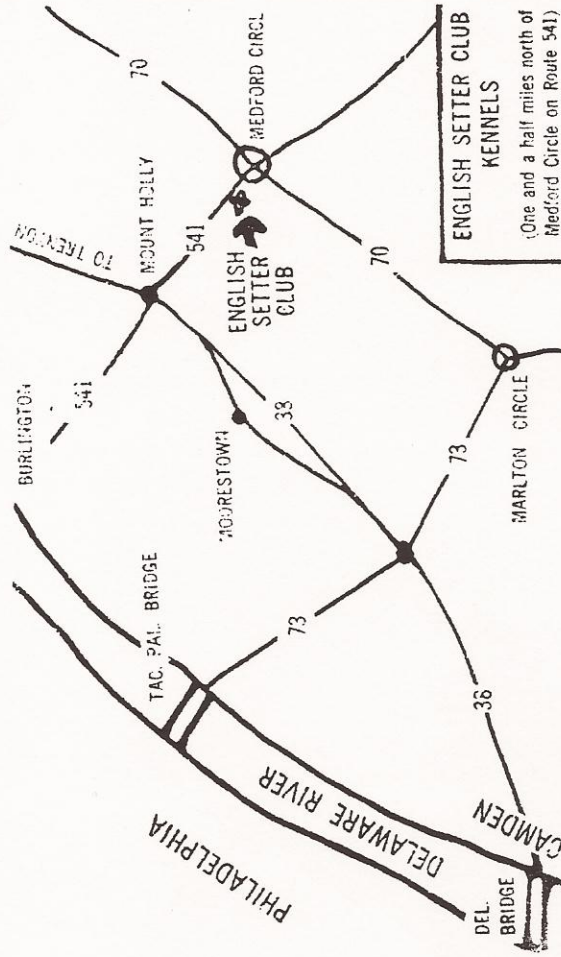 TO TRENTON
70
BURLINGTON
541
MOUNT HOLLY
541
MEDFORD CIRCL
ENGLISH
SETTER
CLUB
MOORESTOWN
38
TAC. PAL. BRIDGE
73
70
73
MARLTON CIRCLE
PHILADELPHIA
DELAWARE RIVER
38
CAMDEN
DEL.
BRIDGE
ENGLISH SETTER CLUB
KENNELS
(One and a half miles north of
Medford Circle on Route 541)